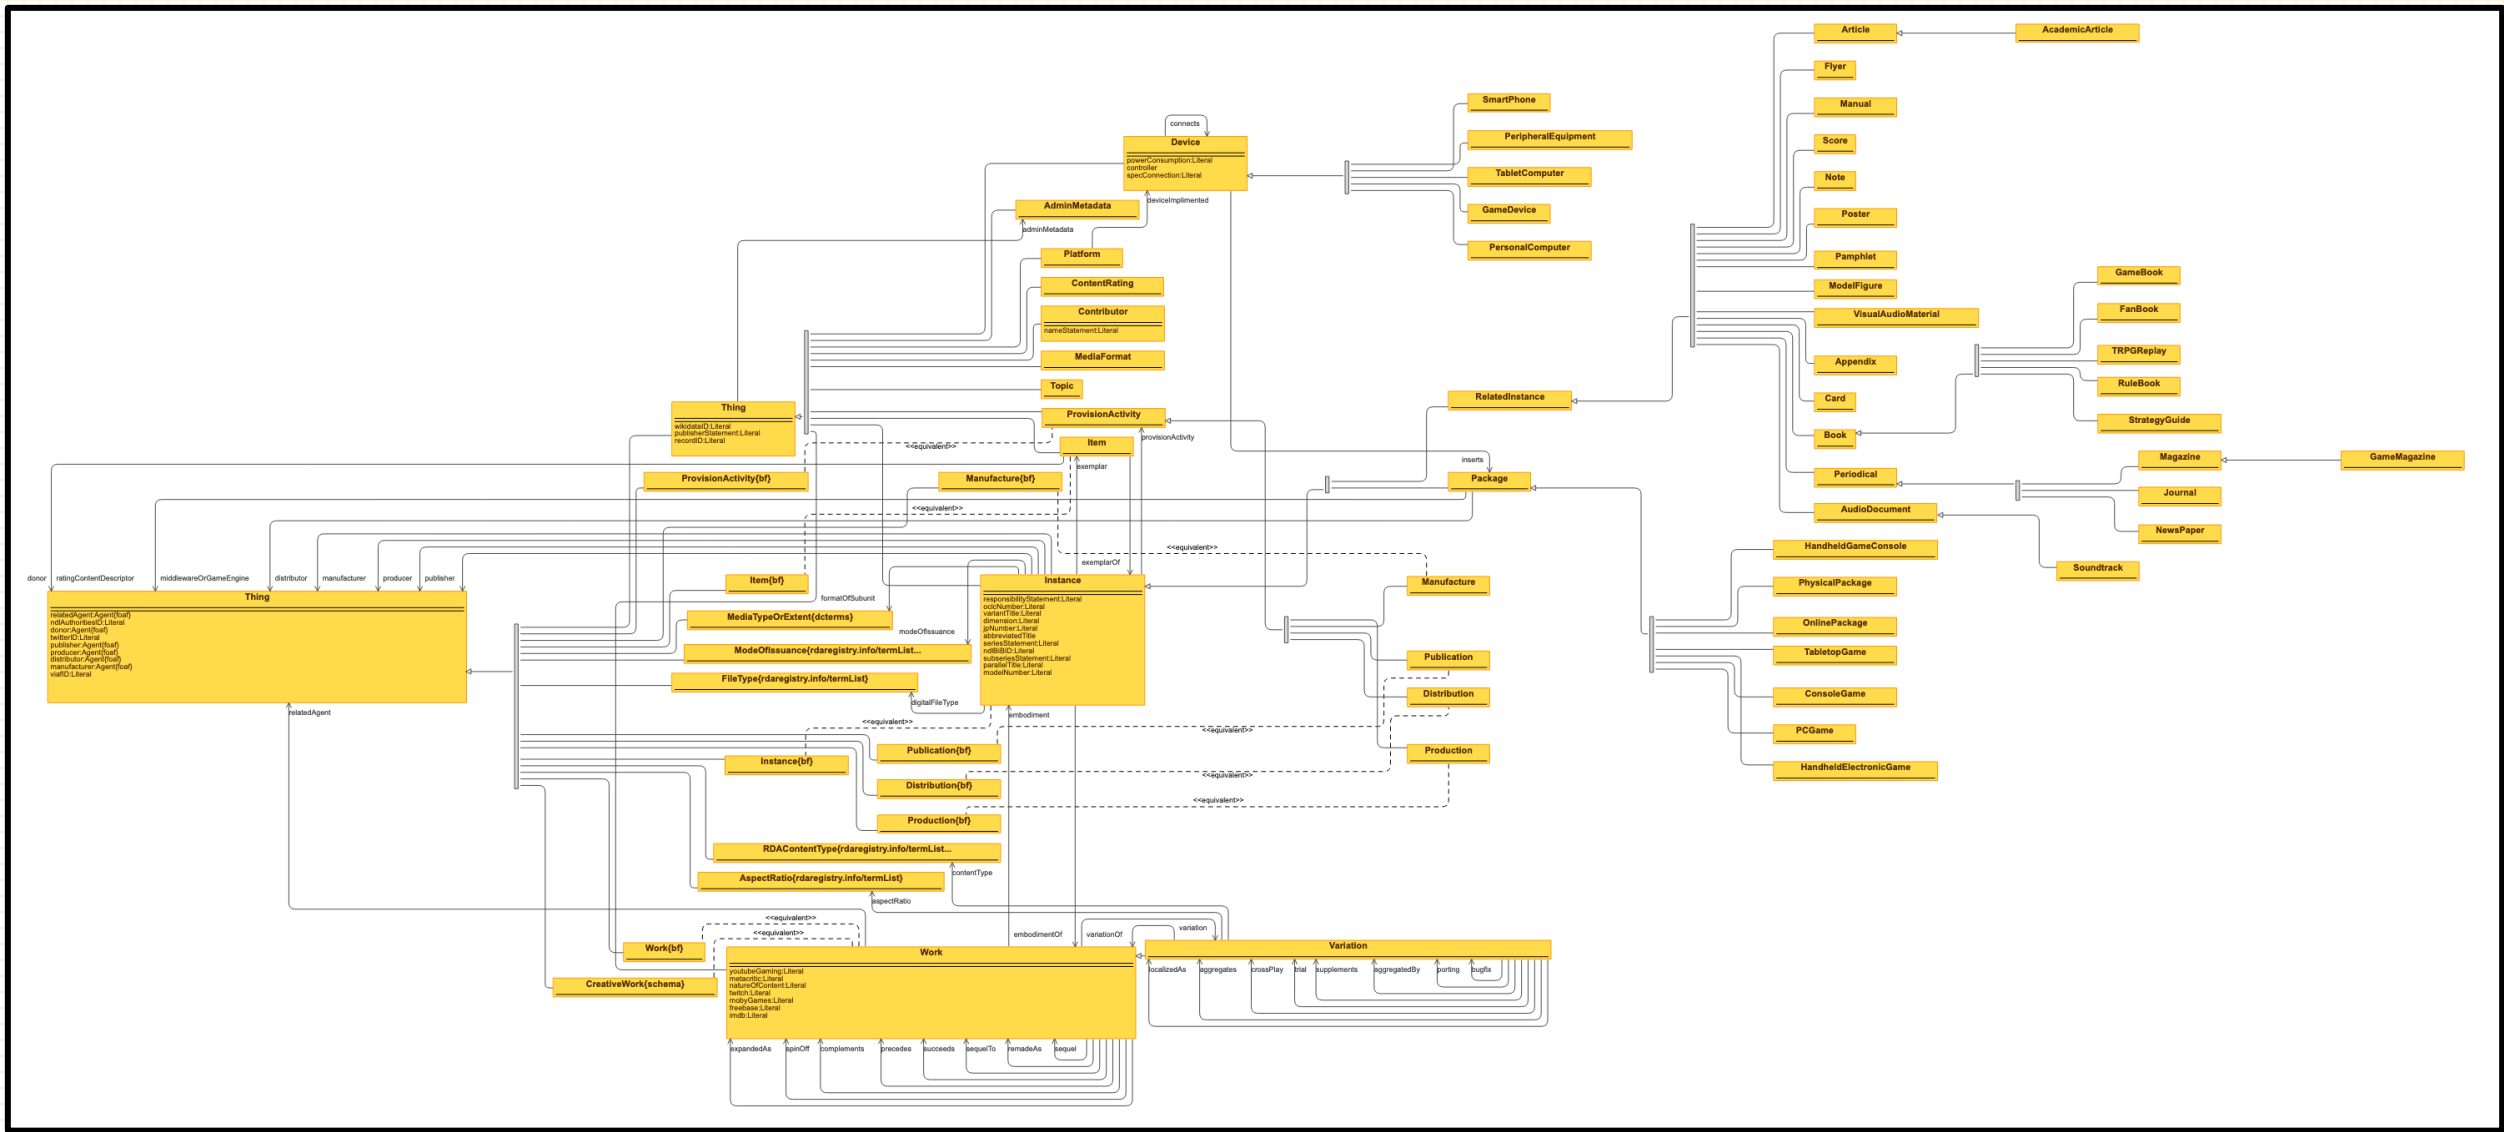 Article
AcademicArticle
Flyer
Manual
Score
Note
Poster
Pamphlet
ModelFigure
VisualAudioMaterial
Appendix
Card
Book
Periodical
AudioDocument
GameBook
FanBook
TRPGReplay
RuleBook
StrategyGuide
Magazine
GameMagazine
Journal
NewsPaper
Soundtrack
SmartPhone
PeripheralEquipment
TabletComputer
GameDevice
PersonalComputer
connects
Device
powerConsumption:Literal
controller
specConnection:Literal
deviceImplimented
AdminMetadata
adminMetadata
Platform
ContentRating
Contributor
nameStatement:Literal
MediaFormat
Topic
Thing
wikidataID:Literal
publisherStatement:Literal
recordID:Literal
ProvisionActivity
provisionActivity
<<equivalent>>
Item
exemplar
RelatedInstance
inserts
Package
ProvisionActivity{bf}
Manufacture{bf}
<<equivalent>>
<<equivalent>>
HandheldGameConsole
PhysicalPackage
OnlinePackage
TabletopGame
ConsoleGame
PCGame
HandheldElectronicGame
donor
ratingContentDescriptor
middlewareOrGameEngine
distributor
manufacturer
producer
publisher
Thing
relatedAgent:Agent{foaf}
ndlAuthoritiesID:Literal
donor:Agent{foaf}
twitterID:Literal
publisher:Agent{foaf}
producer:Agent{foaf}
distributor:Agent{foaf}
manufacturer:Agent{foaf}
viafID:Literal
relatedAgent
Item{bf}
formatOfSubunit
MediaTypeOrExtent{dcterms}
modeOfIssuance
ModeOfIssuance{rdaregistry.info/termList...
FileType{rdaregistry.info/termList}
digitalFileType
exemplarOf
Instance
responsibilityStatement:Literal
oclcNumber:Literal
variantTitle:Literal
dimension:Literal
jpNumber:Literal
abbreviatedTitle
seriesStatement:Literal
ndlBiBID:Literal
subseriesStatement:Literal
parallelTitle:Literal
modelNumber:Literal
embodiment
Manufacture
Publication
Distribution
Production
<<equivalent>>
<<equivalent>>
<<equivalent>>
<<equivalent>>
Publication{bf}
Instance{bf}
Distribution{bf}
Production{bf}
RDAContentType{rdaregistry.info/termList...
contentType
AspectRatio{rdaregistry.info/termList}
aspectRatio
<<equivalent>>
<<equivalent>>
Work{bf}
CreativeWork{schema}
embodimentOf
variationOf
variation
Work
youtubeGaming:Literal
metacritic:Literal
natureOfContent:Literal
twitch:Literal
mobyGames:Literal
freebase:Literal
imdb:Literal
Variation
localizedAs
aggregates
crossPlay
trial
supplements
aggregatedBy
porting
bugfix
expandedAs
spinOff
complements
precedes
succeeds
sequelTo
remadeAs
sequel